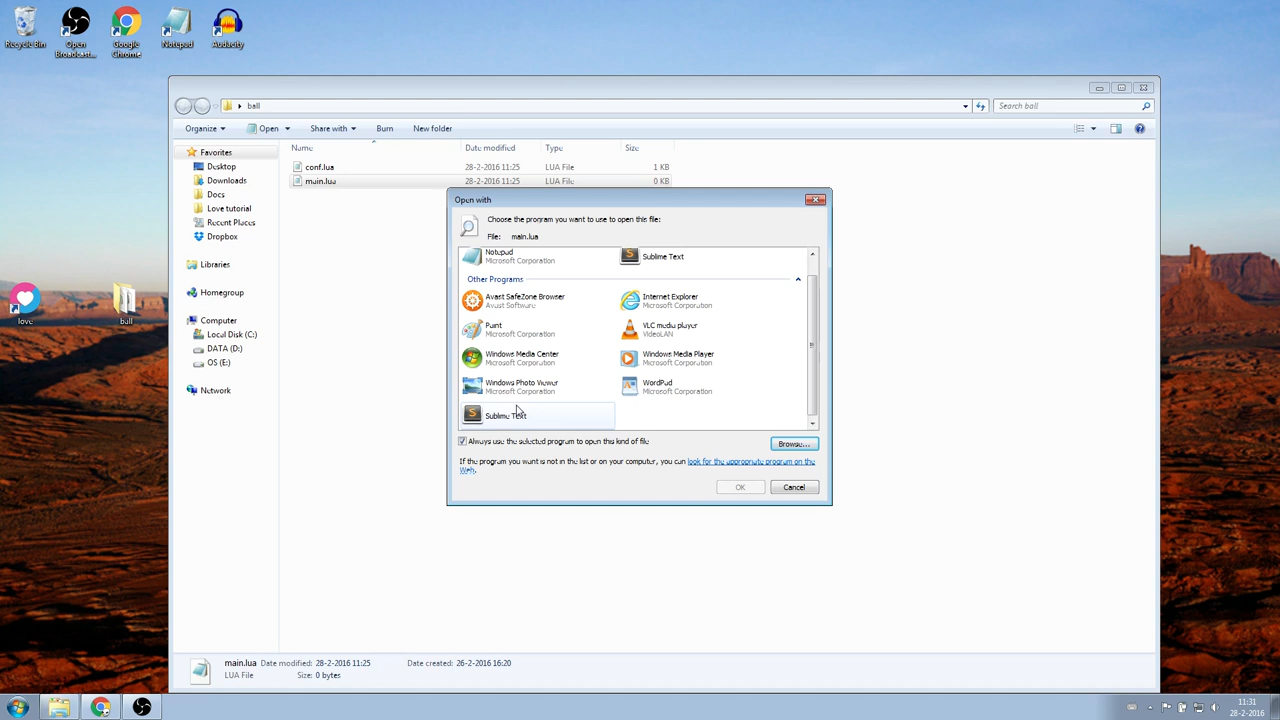 Recycle Bin
Open
Broadcast...
Google
Chrome
Notepad
Audacity
love
ball
ball
Search ball
Organize
Open
Share with
Burn
New folder
Favorites
Desktop
Downloads
Docs
Love tutorial
Recent Places
Dropbox
Libraries
Homegroup
Computer
Local Disk (C:)
DATA (D:)
OS (E:)
Network
Name
Date modified
Type
Size
conf.lua
28-2-2016 11:25
LUA File
1 KB
main.lua
28-2-2016 11:25
LUA File
0 KB
Open with
Choose the program you want to use to open this file:
File: main.lua
Notepad
Microsoft Corporation
Sublime Text
Other Programs
Avast SafeZone Browser
Avast Software
Internet Explorer
Microsoft Corporation
Paint
Microsoft Corporation
VLC media player
VideoLAN
Windows Media Center
Microsoft Corporation
Windows Media Player
Microsoft Corporation
Windows Photo Viewer
Microsoft Corporation
WordPad
Microsoft Corporation
Sublime Text
Always use the selected program to open this kind of file
Browse...
If the program you want is not in the list or on your computer, you can look for the appropriate program on the
Web.
OK
Cancel
main.lua Date modified: 28-2-2016 11:25 Date created: 26-2-2016 16:20
LUA File Size: 0 bytes
11:31
28-2-2016